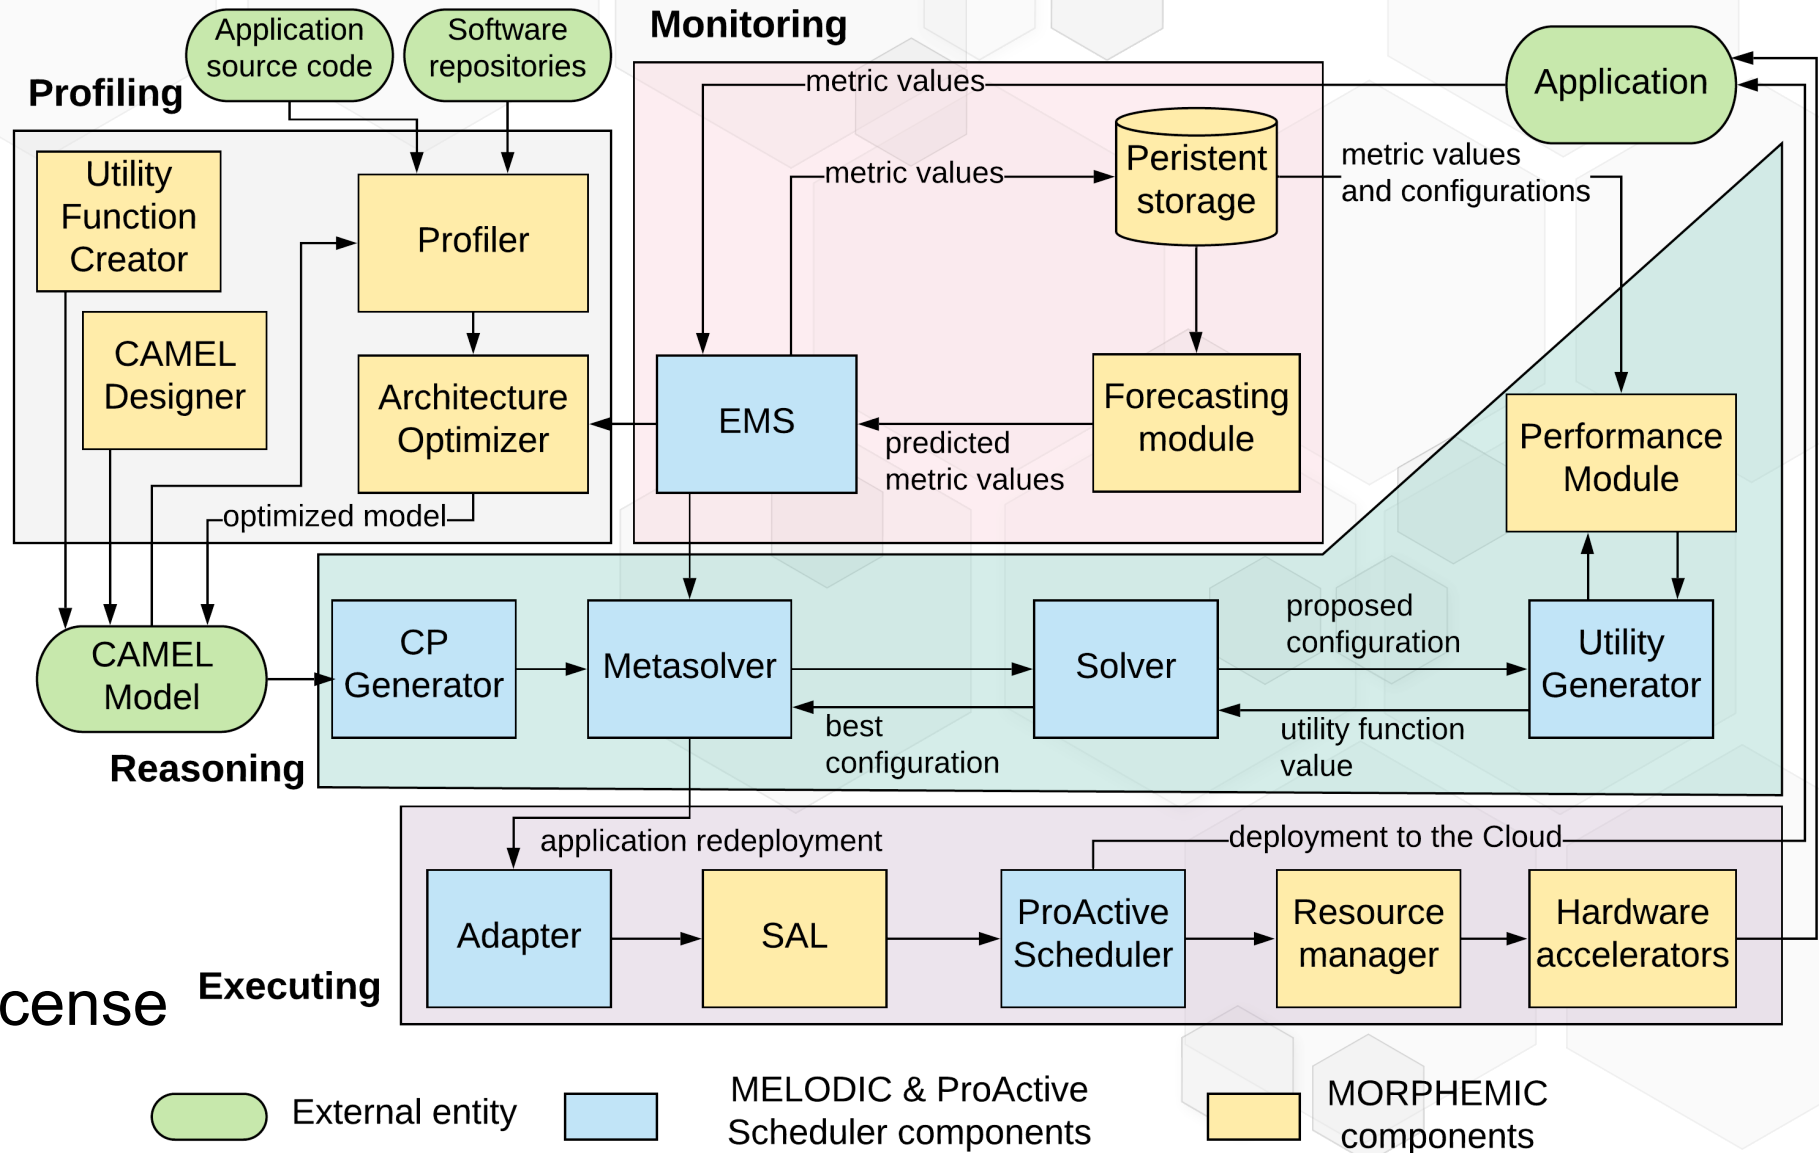 Application
source code
Software
repositories
Monitoring
Application
Profiling
metric values
Utility
Function
Creator
Profiler
metric values
Peristent
storage
metric values
and configurations
CAMEL
Designer
Architecture
Optimizer
EMS
predicted
metric values
Forecasting
module
Performance
Module
optimized model
CAMEL
Model
CP
Generator
Metasolver
Solver
proposed
configuration
Utility
Generator
best
configuration
utility function
value
Reasoning
application redeployment
deployment to the Cloud
Adapter
SAL
ProActive
Scheduler
Resource
manager
Hardware
accelerators
Executing
cense
External entity
MELODIC & ProActive
Scheduler components
MORPHEMIC
components